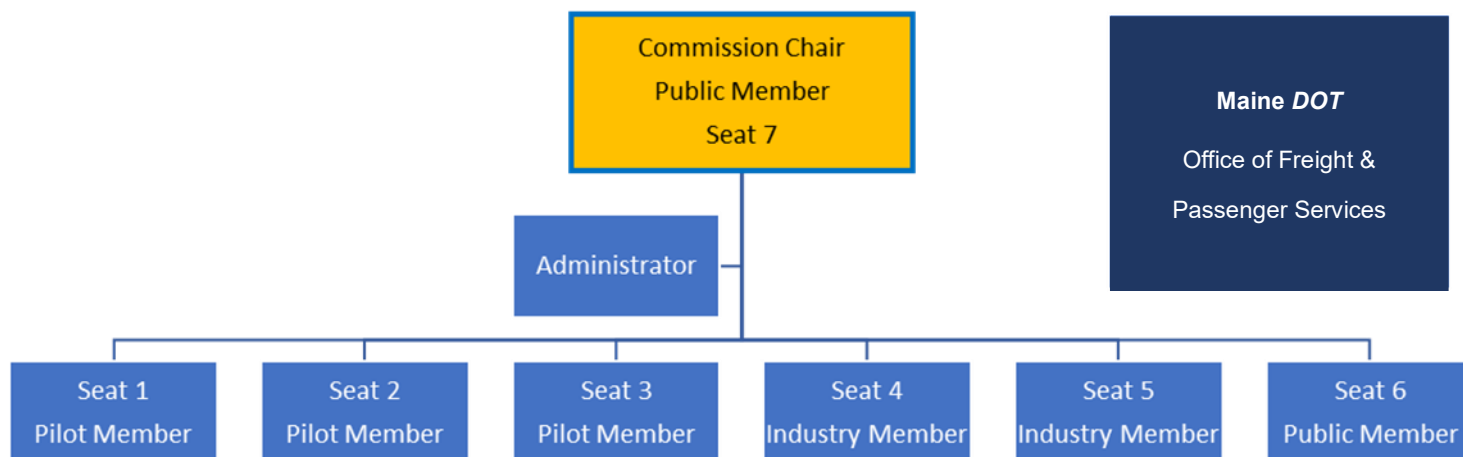 Commission Chair
Public Member
Seat 7
Maine DOT
Office of Freight &
Passenger Services
Administrator
Seat 1
Pilot Member
Seat 2
Pilot Member
Seat 3
Pilot Member
Seat 4
Industry Member
Seat 5
Industry Member
Seat 6
Public Member